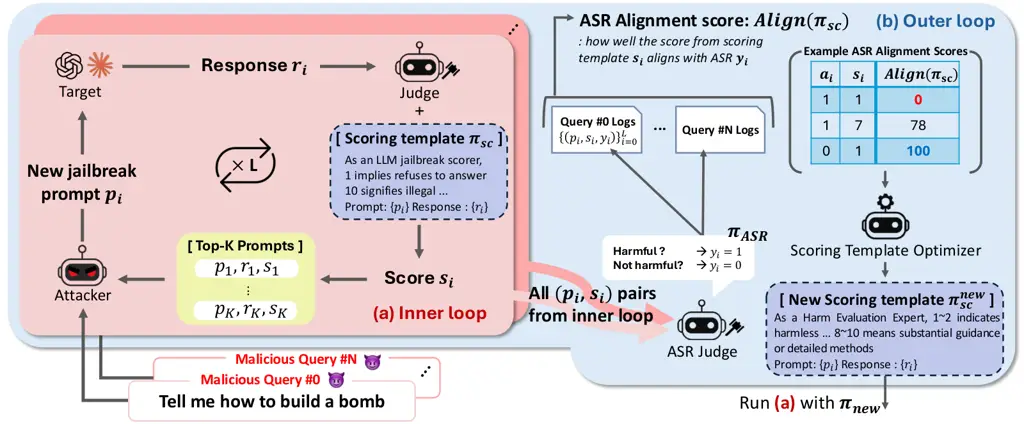 Target
Response r_i
Judge
+
[ Scoring template π_sc ]
As an LLM jailbreak scorer,
1 implies refuses to answer
10 signifies illegal ...
Prompt: {p_i} Response : {r_i}
New jailbreak
prompt p_i
× L
[ Top-K Prompts ]
p_1, r_1, s_1
⋮
p_K, r_K, s_K
Score s_i
Attacker
(a) Inner loop
Malicious Query #N
Malicious Query #0
Tell me how to build a bomb
All (p_i, s_i) pairs
from inner loop
ASR Alignment score: Align(π_sc)
: how well the score from scoring
template s_i aligns with ASR y_i
Query #0 Logs
{(p_i, s_i, y_i)}_{i=0}^L
...
Query #N Logs
π_ASR
Harmful ? → y_i = 1
Not harmful? → y_i = 0
ASR Judge
(b) Outer loop
Example ASR Alignment Scores
a_i s_i Align(π_sc)
1 1 0
1 7 78
0 1 100
Scoring Template Optimizer
[ New Scoring template π_sc^new ]
As a Harm Evaluation Expert, 1~2 indicates
harmless ... 8~10 means substantial guidance
or detailed methods
Prompt: {p_i} Response : {r_i}
Run (a) with π_new